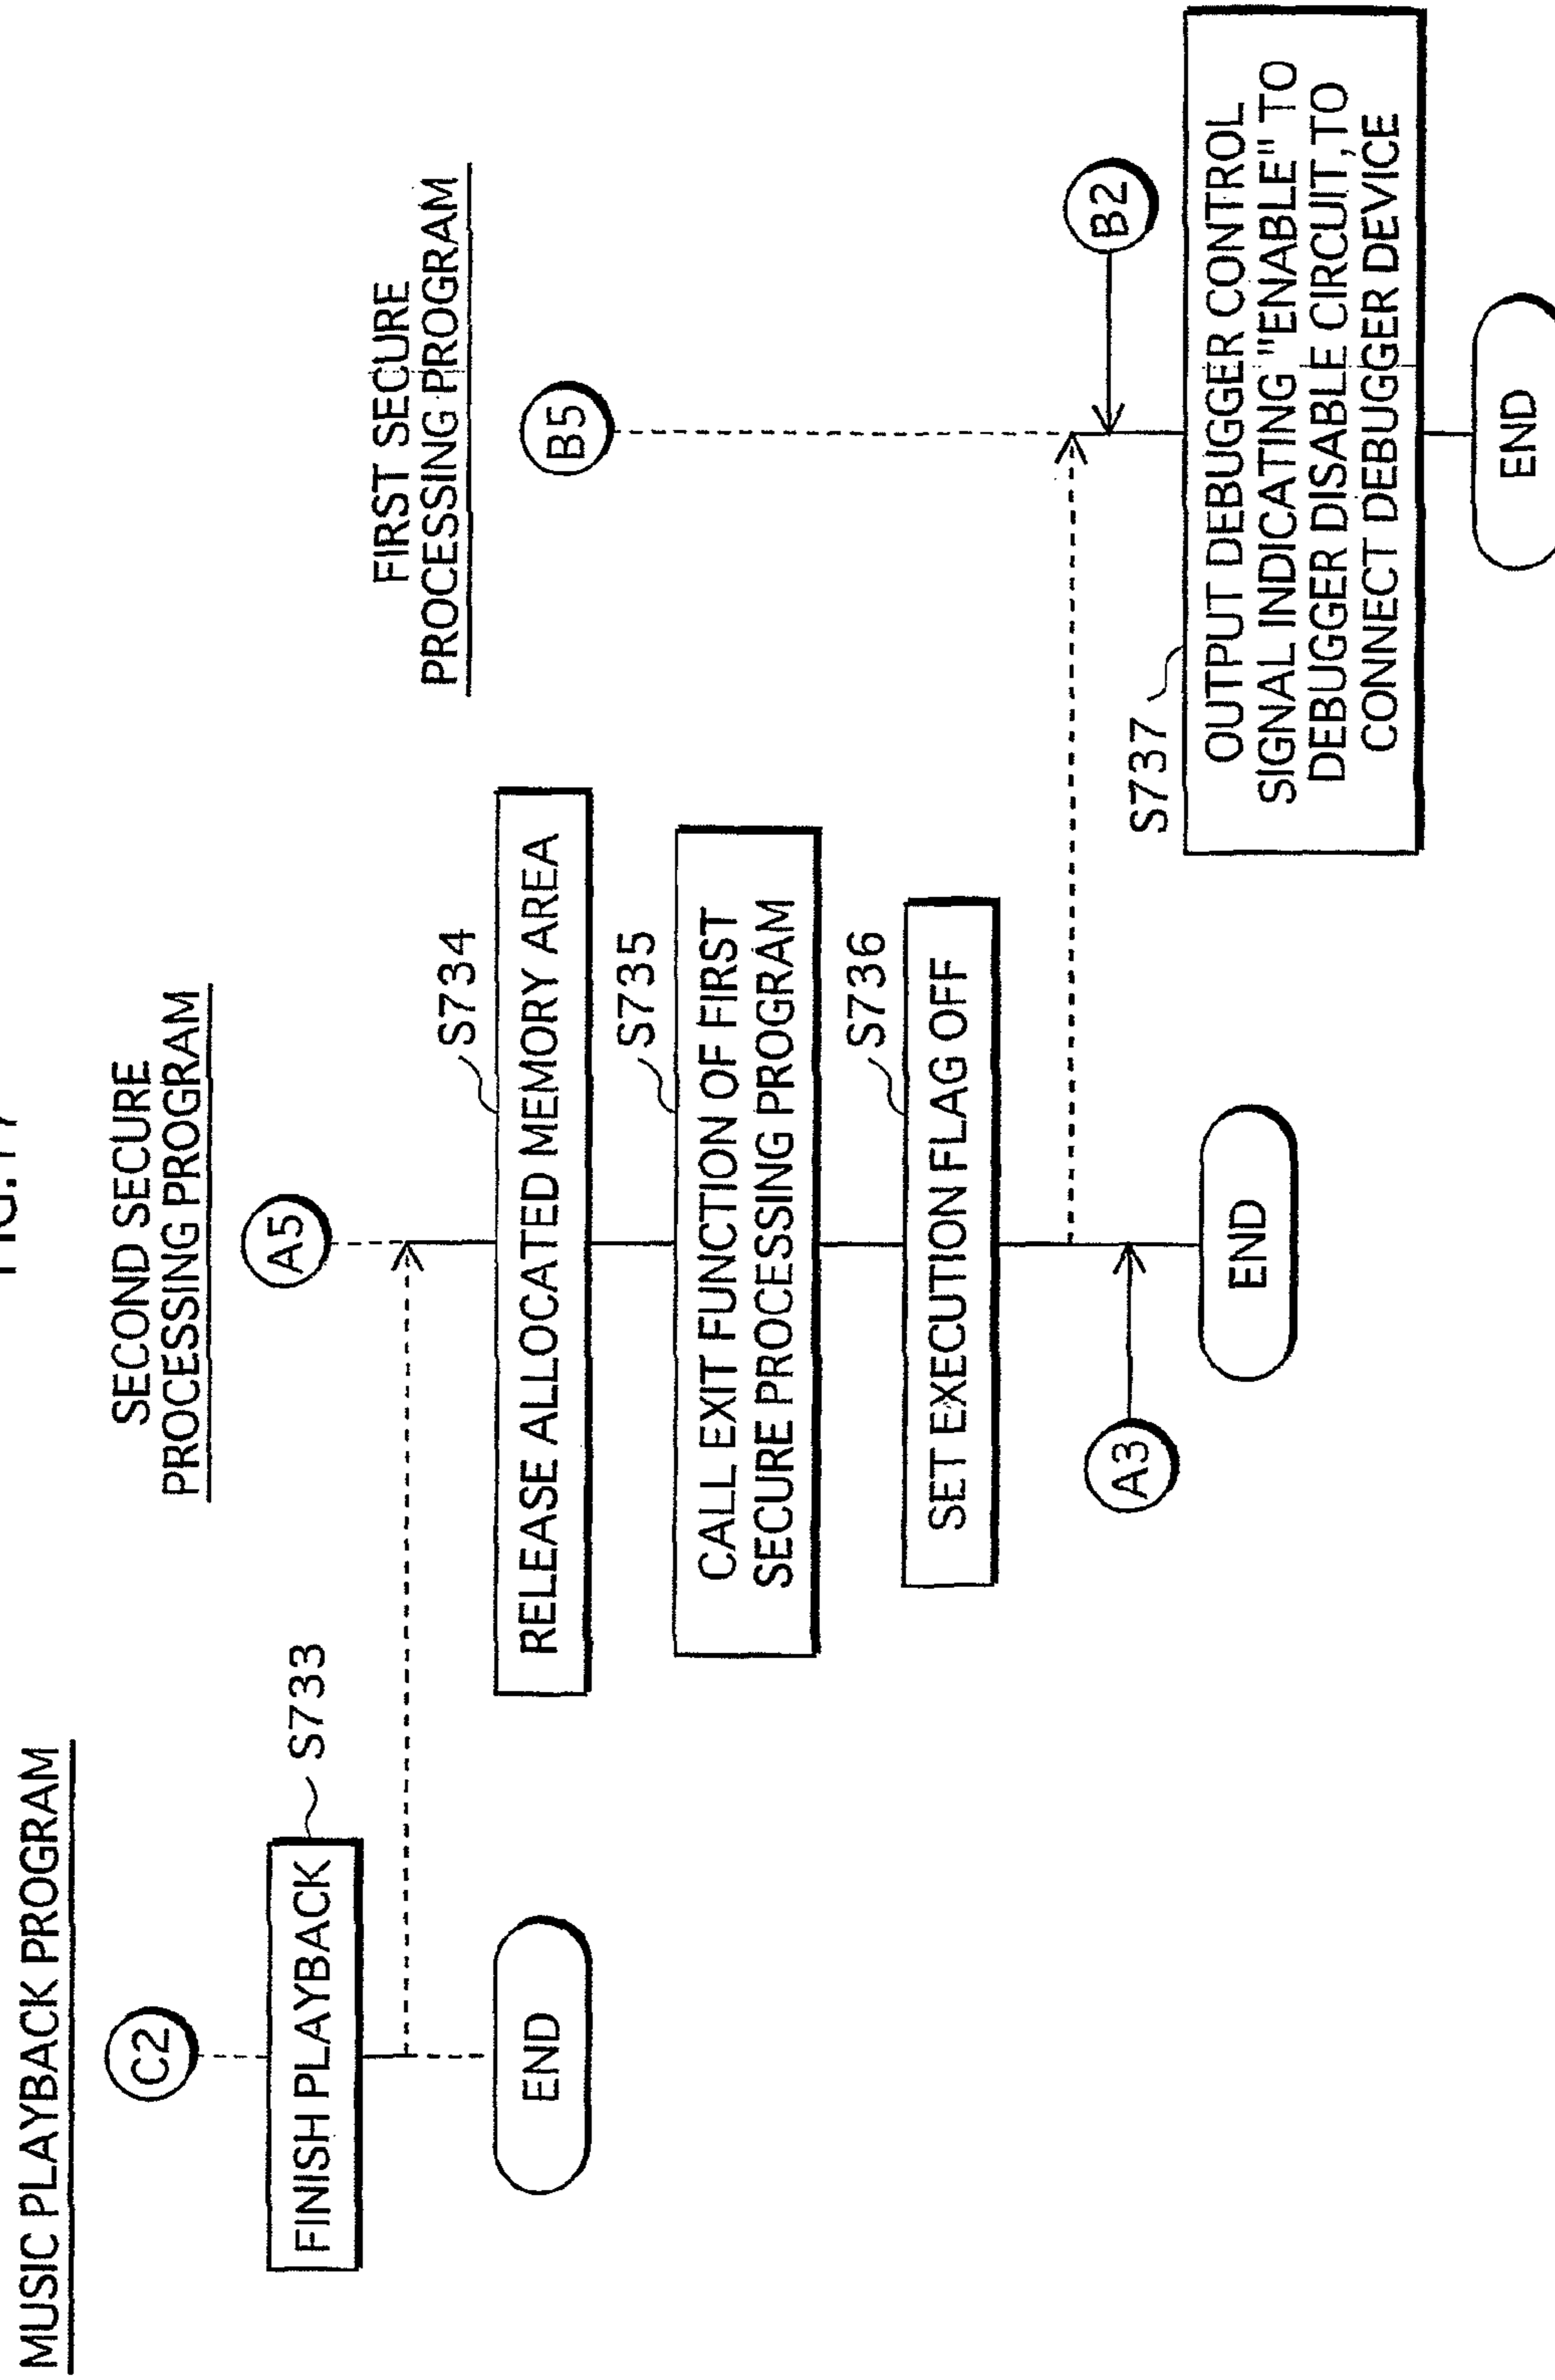 MUSIC PLAYBACK PROGRAM
C2
FINISH PLAYBACK
S733
END
SECOND SECURE
PROCESSING PROGRAM
A5
S734
RELEASE ALLOCATED MEMORY AREA
S735
CALL EXIT FUNCTION OF FIRST
SECURE PROCESSING PROGRAM
S736
SET EXECUTION FLAG OFF
A3
END
FIRST SECURE
PROCESSING PROGRAM
B5
B2
S737
OUTPUT DEBUGGER CONTROL
SIGNAL INDICATING "ENABLE" TO
DEBUGGER DISABLE CIRCUIT, TO
CONNECT DEBUGGER DEVICE
END